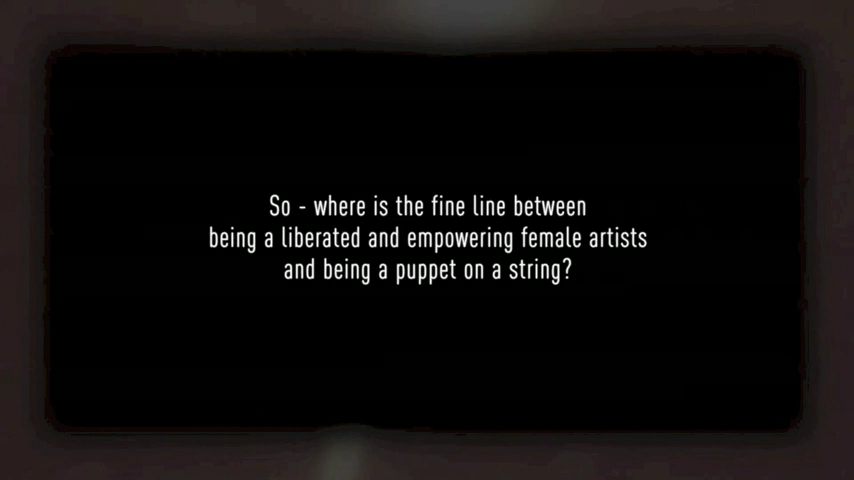 So - where is the fine line between
being a liberated and empowering female artists
and being a puppet on a string?